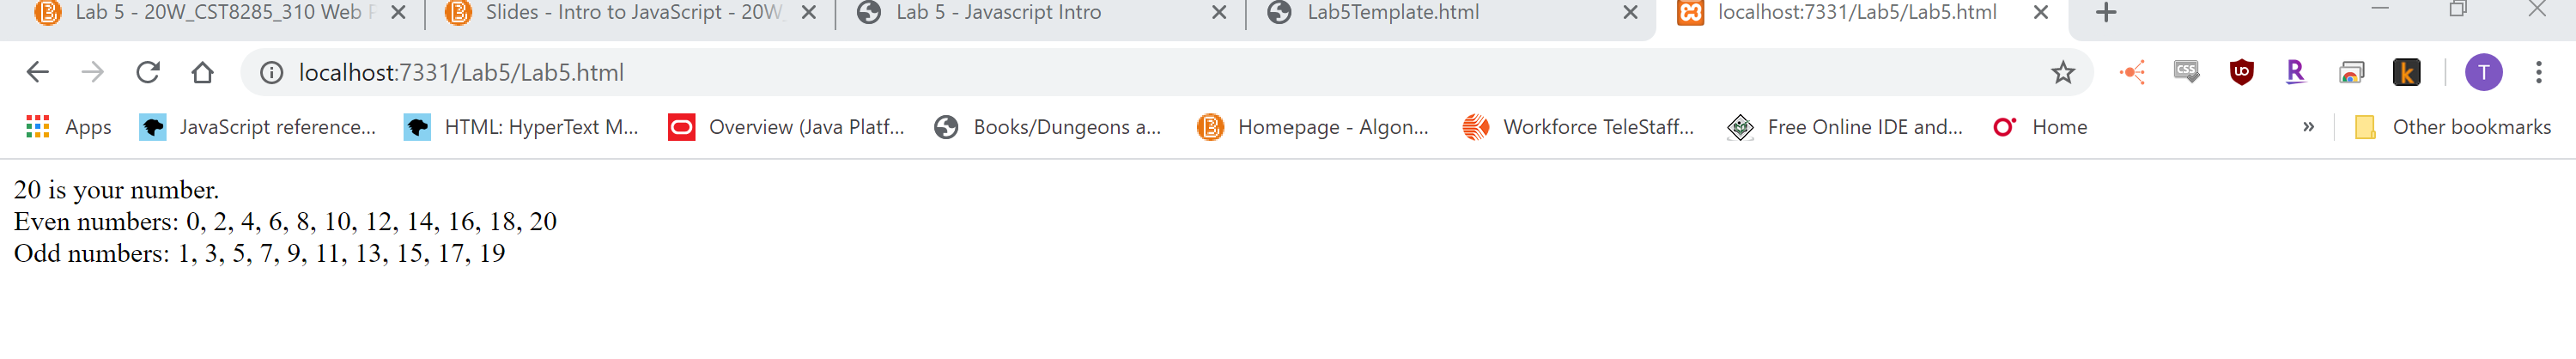 Lab 5 - 20W_CST8285_310 Web
Slides - Intro to JavaScript - 20W_
Lab 5 - Javascript Intro
Lab5Template.html
localhost:7331/Lab5/Lab5.html
localhost:7331/Lab5/Lab5.html
CSS
R
k
T
Apps
JavaScript reference...
HTML: HyperText M...
Overview (Java Platf...
Books/Dungeons a...
Homepage - Algon...
Workforce TeleStaff...
Free Online IDE and...
Home
»
Other bookmarks
20 is your number.
Even numbers: 0, 2, 4, 6, 8, 10, 12, 14, 16, 18, 20
Odd numbers: 1, 3, 5, 7, 9, 11, 13, 15, 17, 19